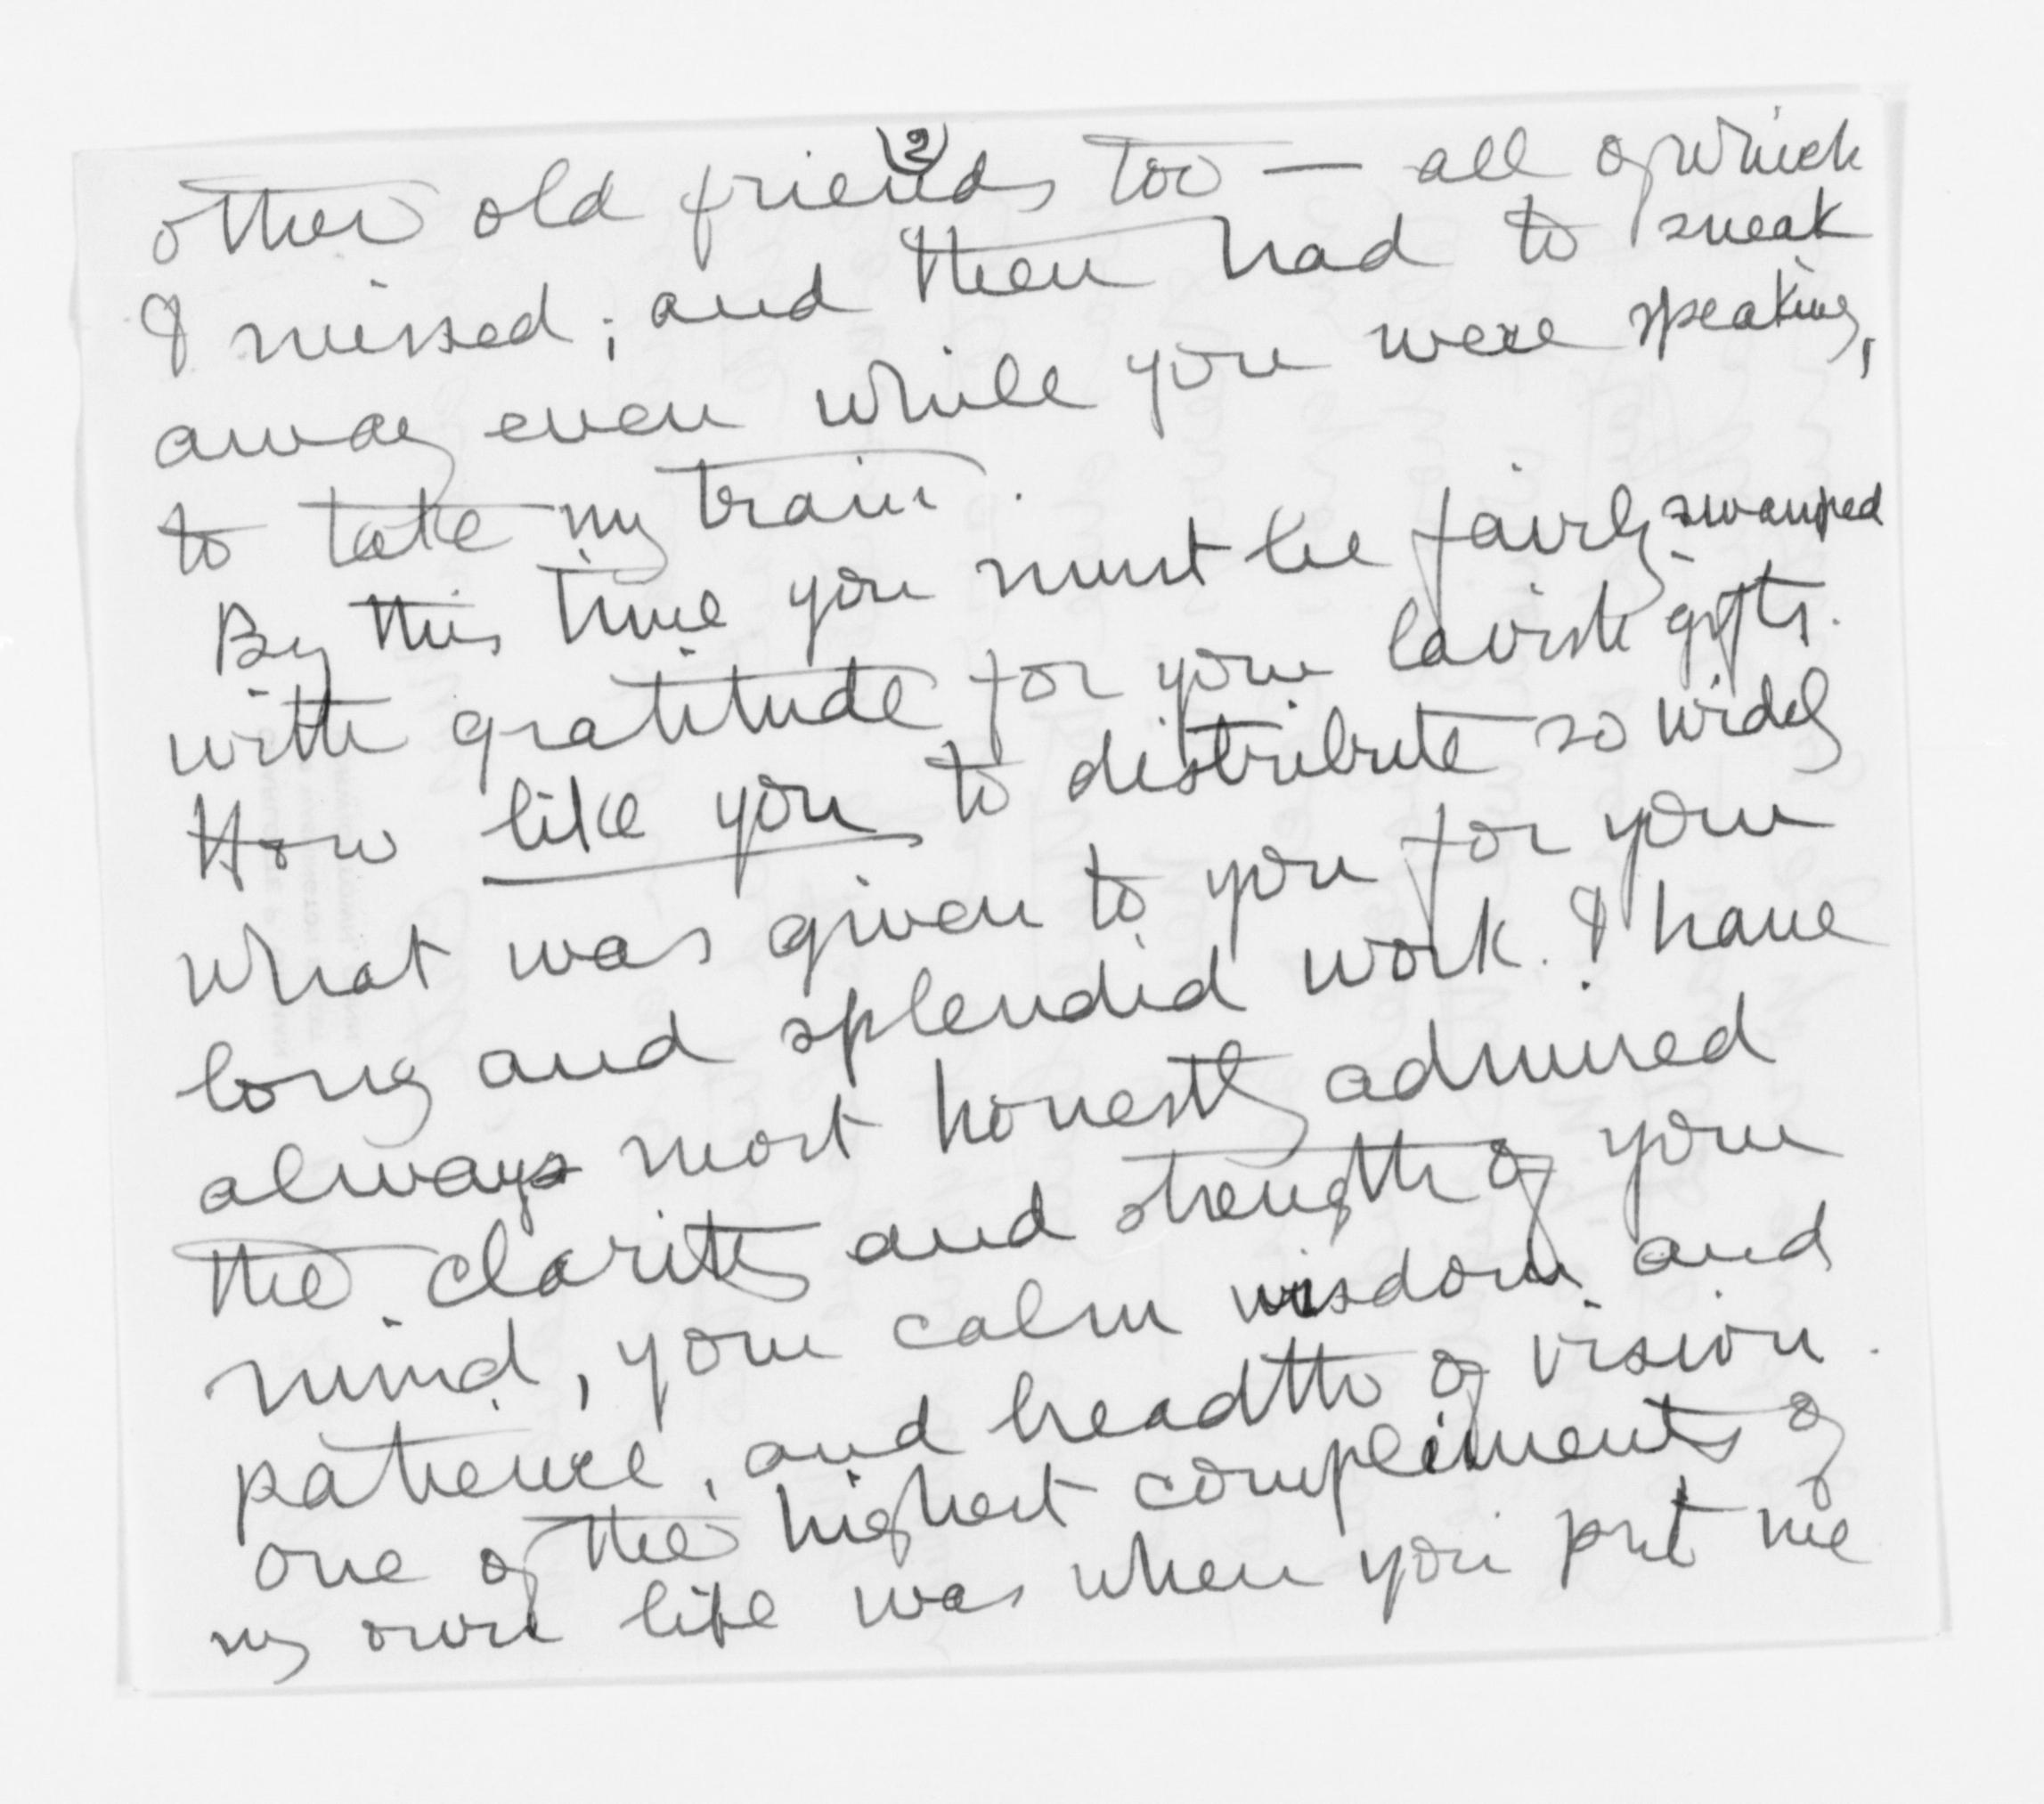 (2)
other old friends too — all of which
I missed; and then had to sneak
away even while you were speaking,
to take my train.
By this time you must be fairly swamped
with gratitude for your lavish gifts.
How like you to distribute so widely
what was given to you for your
long and splendid work. I have
always most honestly admired
the clarity and strength of your
mind, your calm wisdom and
patience, and breadth of vision.
One of the highest compliments of
my own life was when you put me